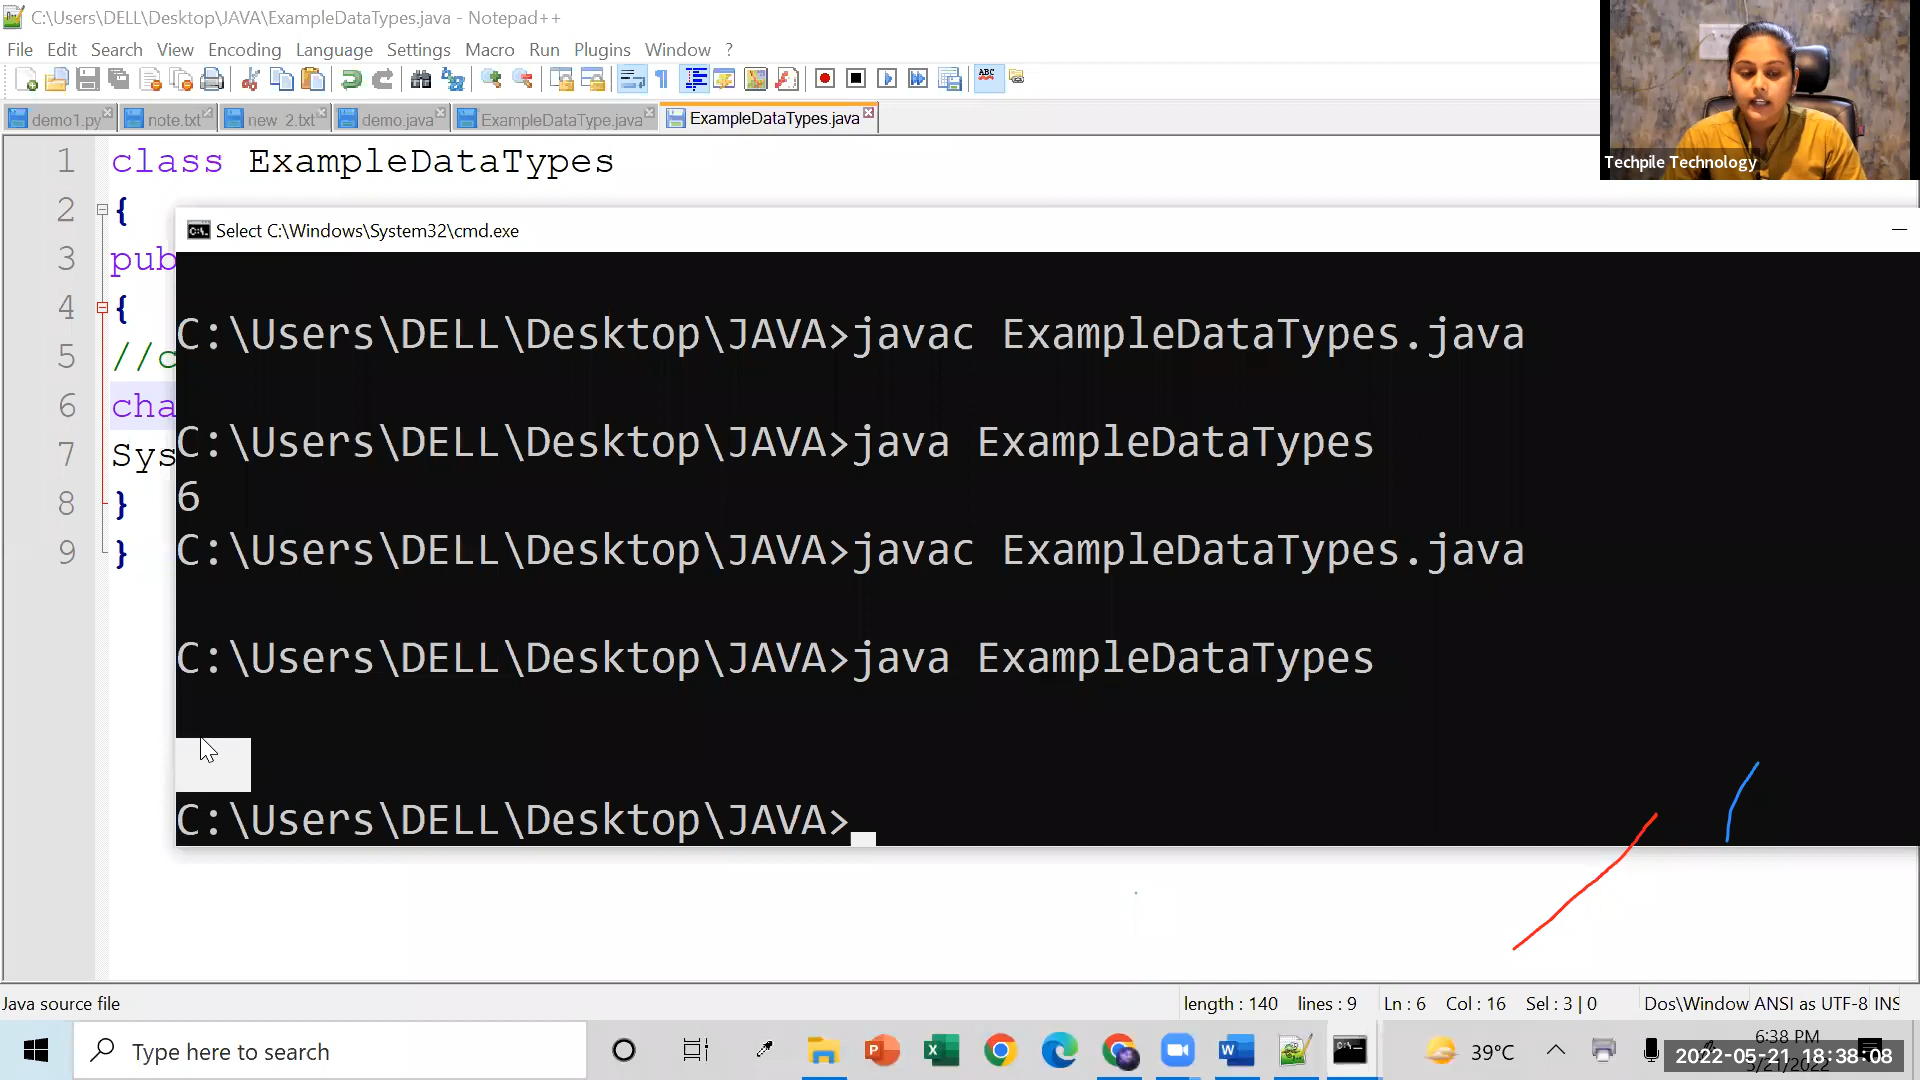 C:\Users\DELL\Desktop\JAVA\ExampleDataTypes.java - Notepad++
File Edit Search View Encoding Language Settings Macro Run Plugins Window ?
ABC
demo1.py note.txt new 2.txt demo.java ExampleDataType.java ExampleDataTypes.java
Techpile Technology
1 class ExampleDataTypes
2 {
3 pub
4 {
5 //c
6 cha
7 Sys
8 }
9 }
Select C:\Windows\System32\cmd.exe
C:\Users\DELL\Desktop\JAVA>javac ExampleDataTypes.java
C:\Users\DELL\Desktop\JAVA>java ExampleDataTypes
6
C:\Users\DELL\Desktop\JAVA>javac ExampleDataTypes.java
C:\Users\DELL\Desktop\JAVA>java ExampleDataTypes
C:\Users\DELL\Desktop\JAVA>
Java source file length : 140 lines : 9 Ln : 6 Col : 16 Sel : 3 | 0 Dos\Window ANSI as UTF-8 INS
Type here to search
39°C
6:38 PM
5/21/2022
2022-05-21 18:38:08